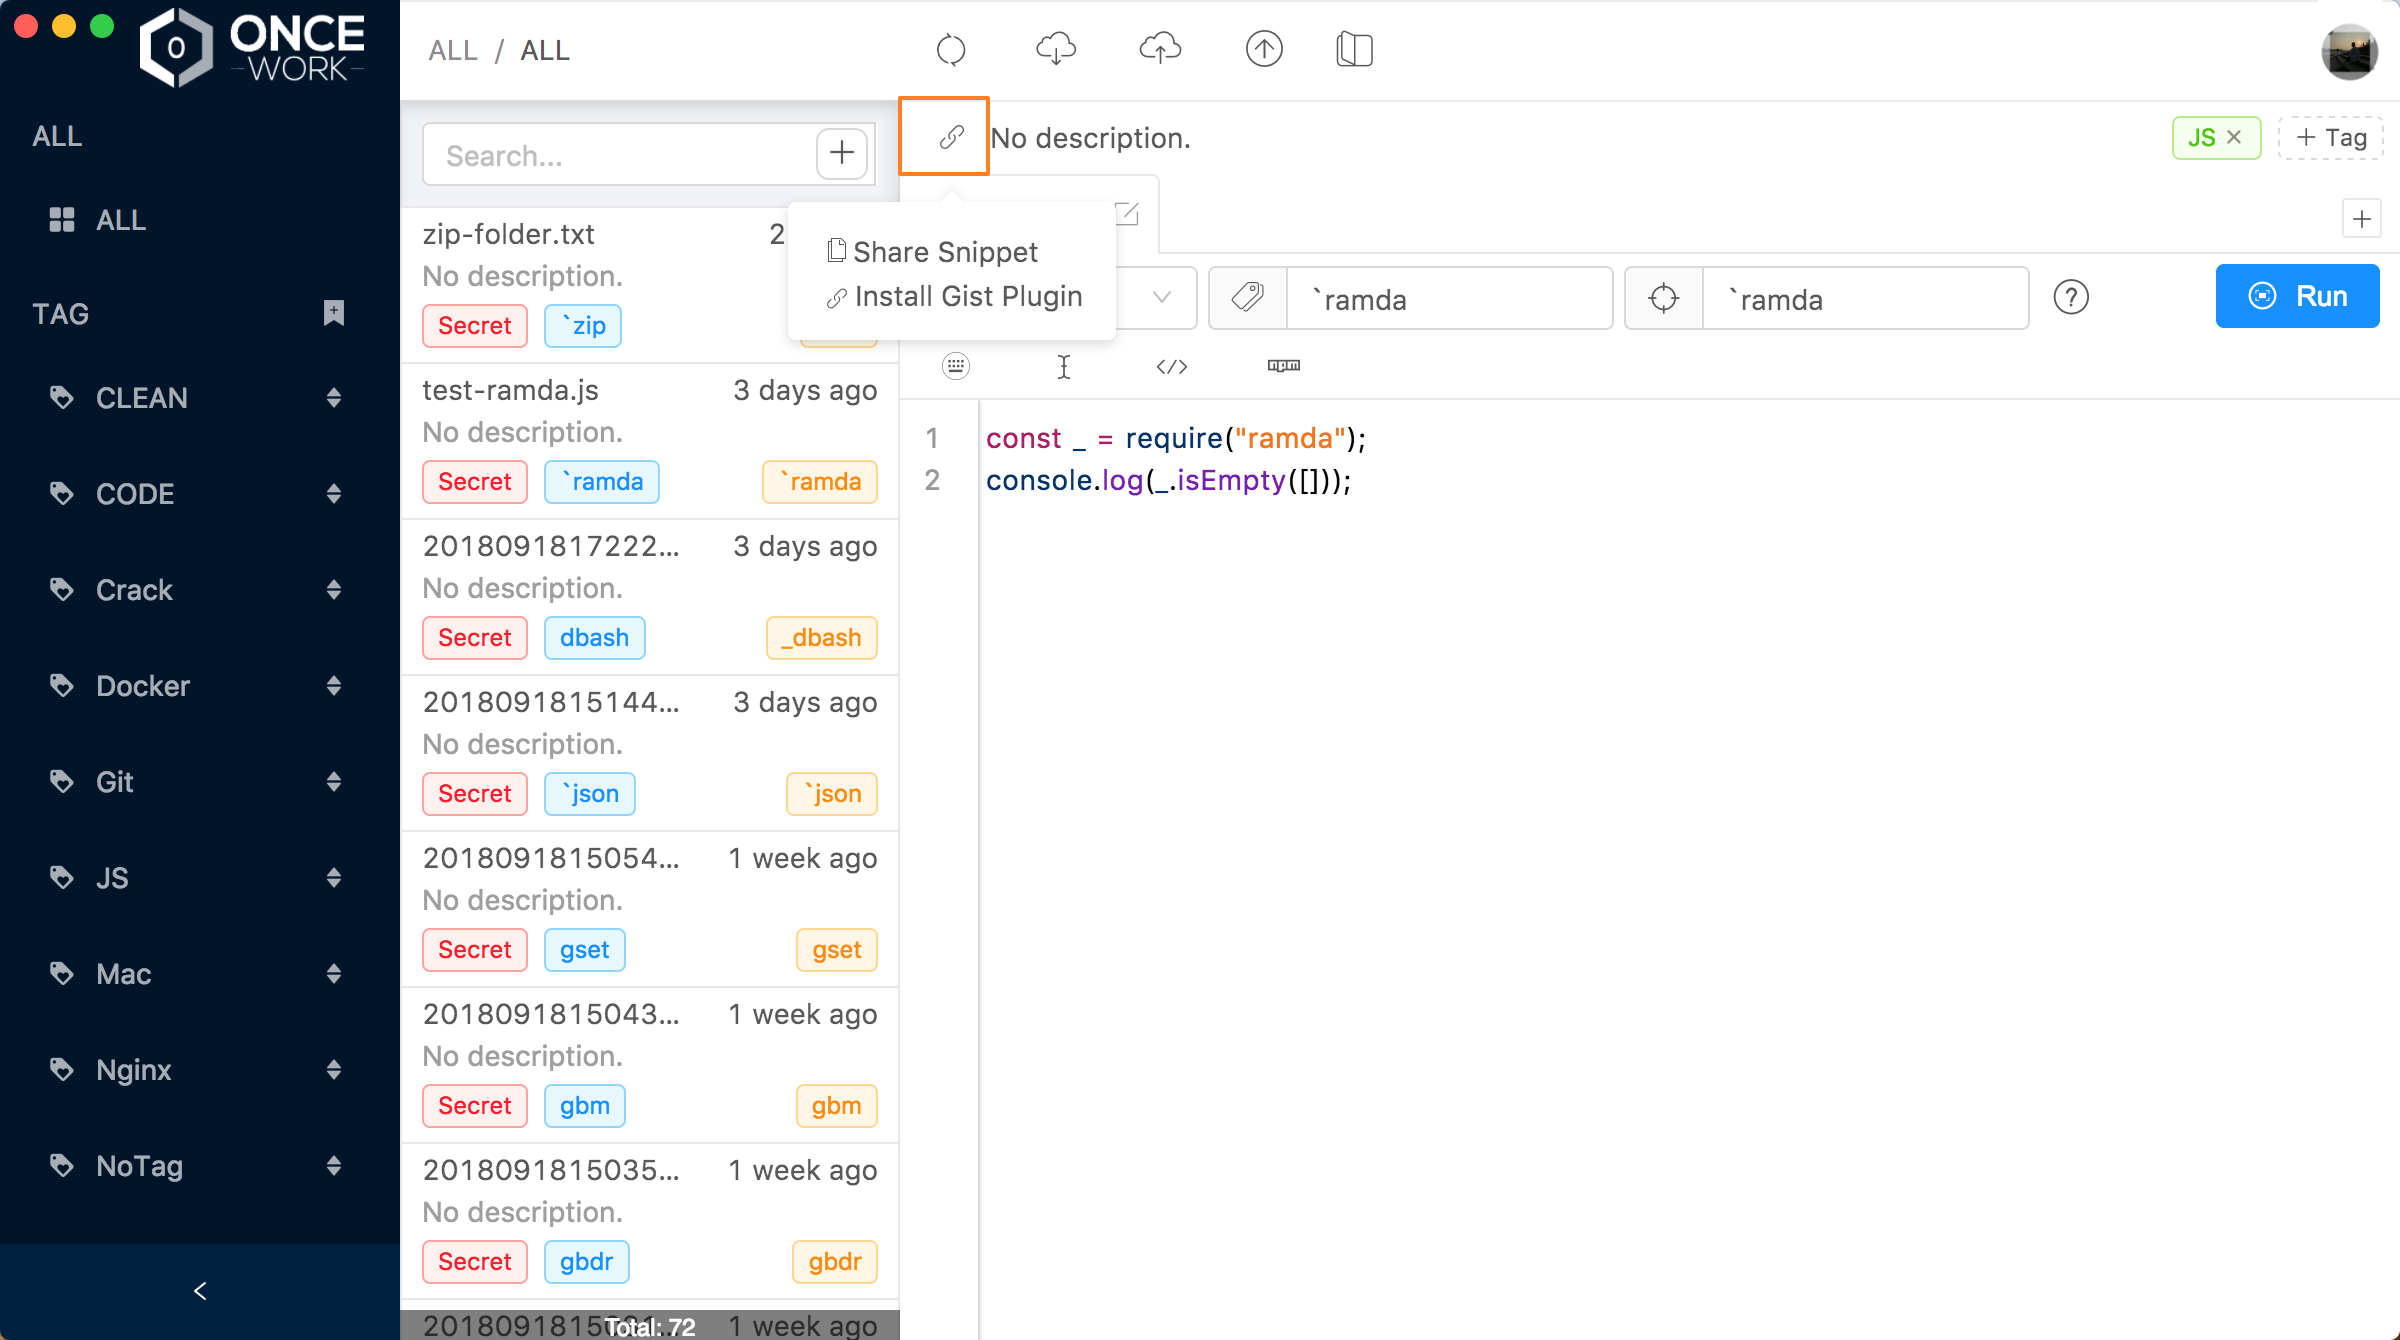 ONCE
WORK
ALL
ALL
TAG
CLEAN
CODE
Crack
Docker
Git
JS
Mac
Nginx
NoTag
<
ALL / ALL
Search...
zip-folder.txt 2
No description.
Secret `zip
test-ramda.js 3 days ago
No description.
Secret `ramda `ramda
2018091817222... 3 days ago
No description.
Secret dbash _dbash
2018091815144... 3 days ago
No description.
Secret `json `json
2018091815054... 1 week ago
No description.
Secret gset gset
2018091815043... 1 week ago
No description.
Secret gbm gbm
2018091815035... 1 week ago
No description.
Secret gbdr gbdr
1 week ago
Total: 72
No description.
JS × + Tag
Share Snippet
Install Gist Plugin
`ramda `ramda ? Run
1 const _ = require("ramda");
2 console.log(_.isEmpty([]));